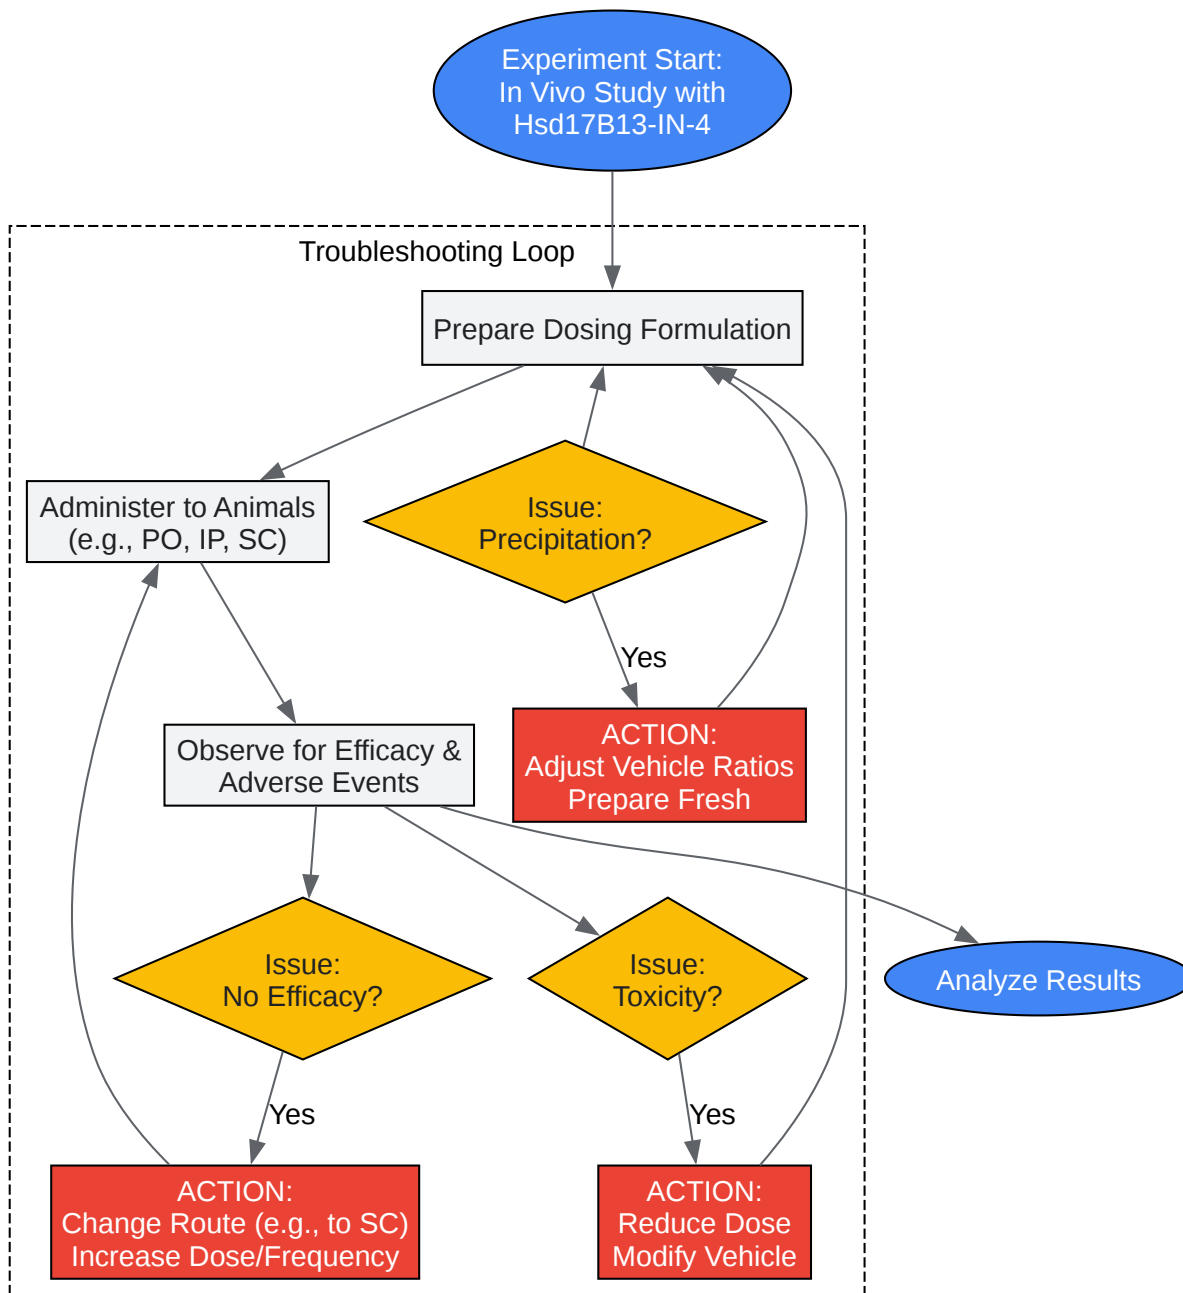 Experiment Start:
In Vivo Study with
Hsd17B13-IN-4
Troubleshooting Loop
Prepare Dosing Formulation
Administer to Animals
(e.g., PO, IP, SC)
Issue:
Precipitation?
Yes
Observe for Efficacy &
Adverse Events
ACTION:
Adjust Vehicle Ratios
Prepare Fresh
Issue:
No Efficacy?
Issue:
Toxicity?
Analyze Results
Yes
Yes
ACTION:
Change Route (e.g., to SC)
Increase Dose/Frequency
ACTION:
Reduce Dose
Modify Vehicle